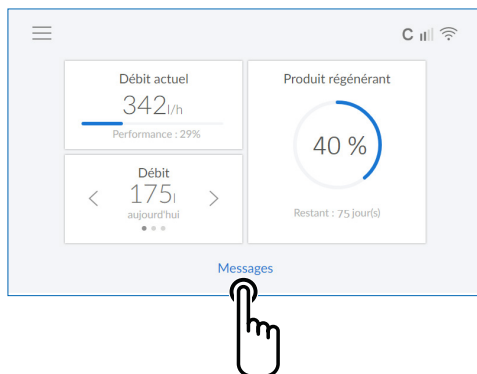 C
Débit actuel
342l/h
Performance : 29%
Produit régénérant
40 %
Restant : 75 jour(s)
Débit
175l
aujourd'hui
Messages